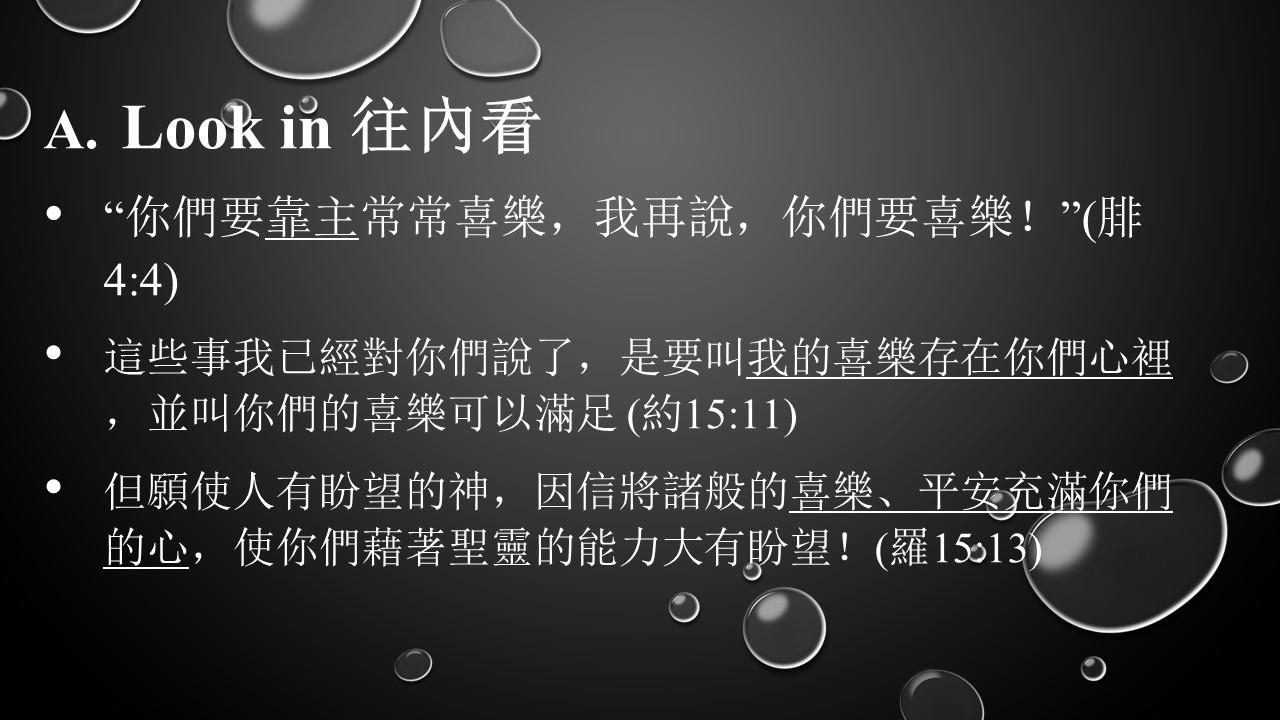 A. Look in 往內看
• “你們要靠主常常喜樂，我再說，你們要喜樂！”(腓
4:4)
• 這些事我已經對你們說了，是要叫我的喜樂存在你們心裡
，並叫你們的喜樂可以滿足 (約15:11)
• 但願使人有盼望的神，因信將諸般的喜樂、平安充滿你們
的心，使你們藉著聖靈的能力大有盼望！(羅15:13)